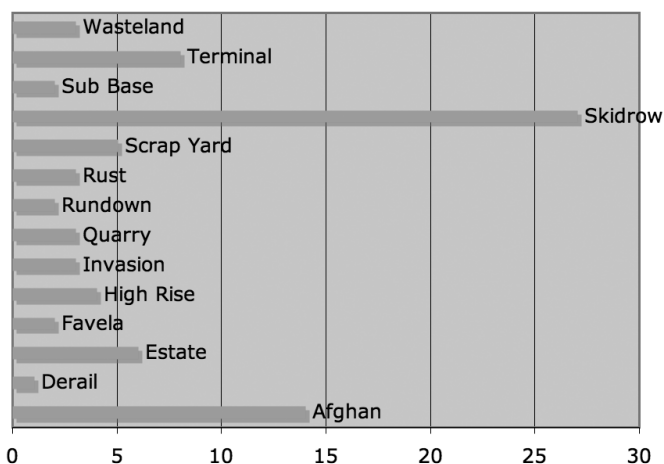 Wasteland
Terminal
Sub Base
Skidrow
Scrap Yard
Rust
Rundown
Quarry
Invasion
High Rise
Favela
Estate
Derail
Afghan
0 5 10 15 20 25 30